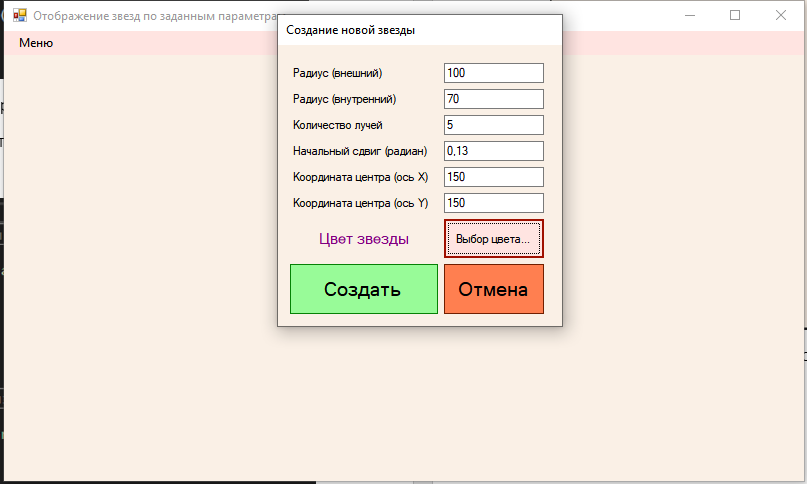 Отображение звезд по заданным параметра
Меню
Создание новой звезды
Радиус (внешний) 100
Радиус (внутренний) 70
Количество лучей 5
Начальный сдвиг (радиан) 0,13
Координата центра (ось X) 150
Координата центра (ось Y) 150
Цвет звезды Выбор цвета...
Создать Отмена